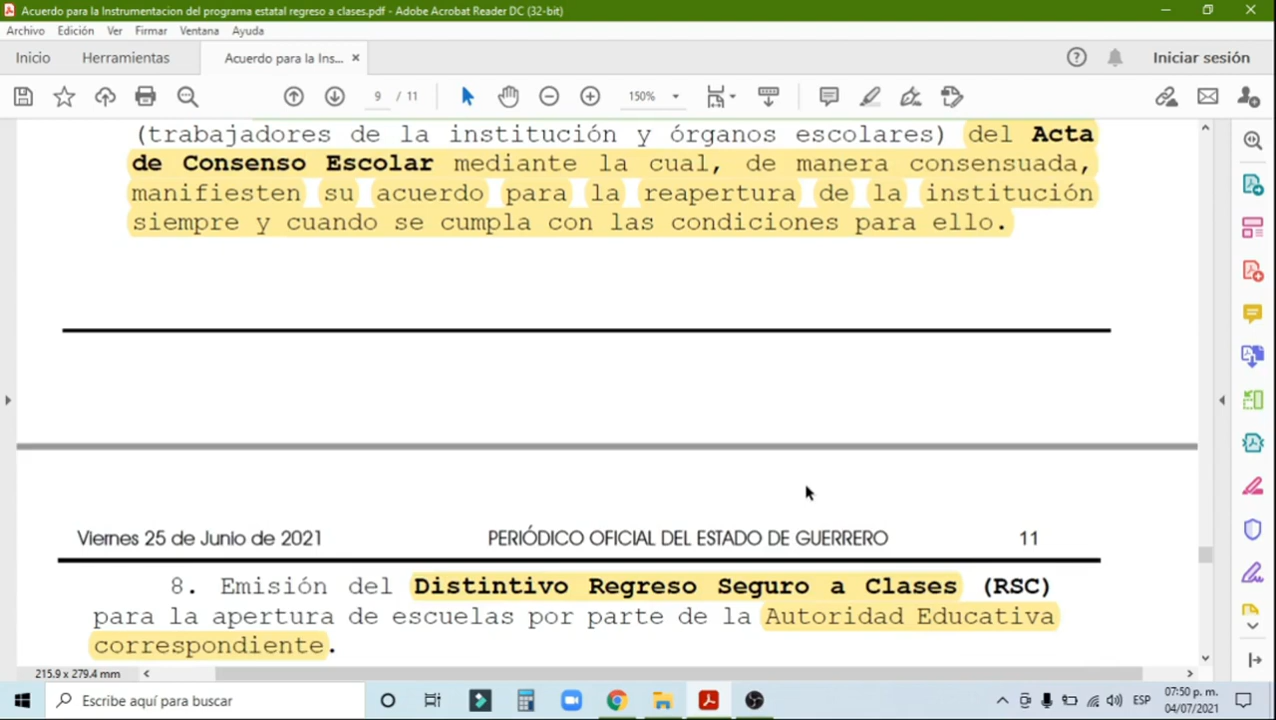 Acuerdo para la Instrumentacion del programa estatal regreso a clases.pdf - Adobe Acrobat Reader DC (32-bit)
Archivo Edición Ver Firmar Ventana Ayuda
Inicio Herramientas Acuerdo para la Ins... × Iniciar sesión
9 / 11 150%
(trabajadores de la institución y órganos escolares) del Acta
de Consenso Escolar mediante la cual, de manera consensuada,
manifiesten su acuerdo para la reapertura de la institución
siempre y cuando se cumpla con las condiciones para ello.
Viernes 25 de Junio de 2021 PERIÓDICO OFICIAL DEL ESTADO DE GUERRERO 11
8. Emisión del Distintivo Regreso Seguro a Clases (RSC)
para la apertura de escuelas por parte de la Autoridad Educativa
correspondiente.
215.9 x 279.4 mm
Escribe aquí para buscar ESP 07:50 p. m.
04/07/2021